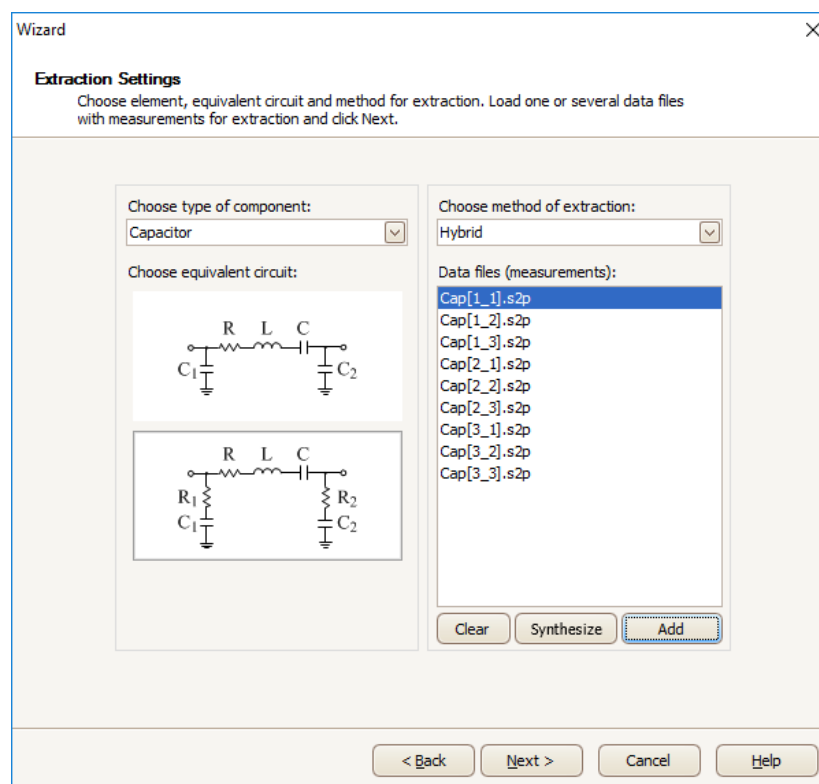 Wizard
Extraction Settings
Choose element, equivalent circuit and method for extraction. Load one or several data files
with measurements for extraction and click Next.
Choose type of component:
Capacitor
Choose equivalent circuit:
R L C
C1 C2
R L C
R1 R2
C1 C2
Choose method of extraction:
Hybrid
Data files (measurements):
Cap[1_1].s2p
Cap[1_2].s2p
Cap[1_3].s2p
Cap[2_1].s2p
Cap[2_2].s2p
Cap[2_3].s2p
Cap[3_1].s2p
Cap[3_2].s2p
Cap[3_3].s2p
Clear Synthesize Add
< Back Next > Cancel Help